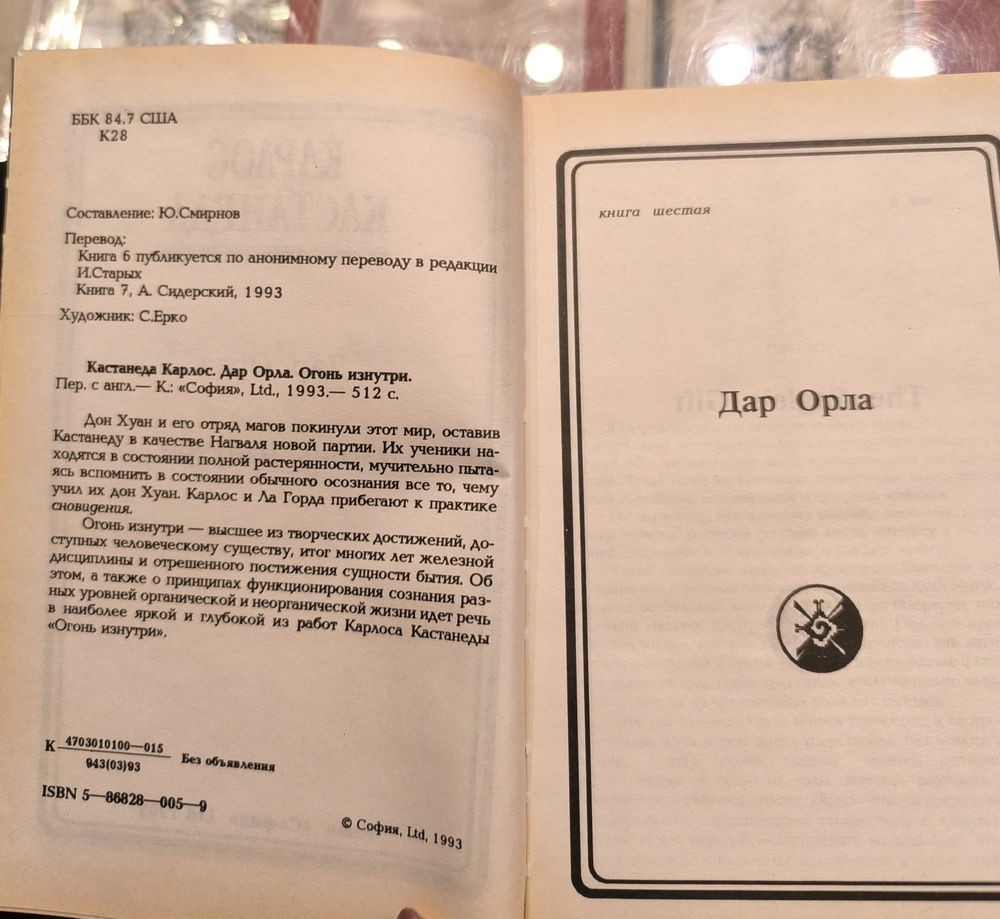 ББК 84.7 США
К28
Составление: Ю.Смирнов
Перевод:
Книга 6 публикуется по анонимному переводу в редакции
И.Старых
Книга 7, А. Сидерский, 1993
Художник: С.Ерко
Кастанеда Карлос. Дар Орла. Огонь изнутри.
Пер. с англ.— К.: «София», Ltd., 1993.— 512 с.
Дон Хуан и его отряд магов покинули этот мир, оставив
Кастанеду в качестве Нагваля новой партии. Их ученики на-
ходятся в состоянии полной растерянности, мучительно пыта-
ясь вспомнить в состоянии обычного осознания все то, чему
учил их дон Хуан. Карлос и Ла Горда прибегают к практике
сновидения.
Огонь изнутри — высшее из творческих достижений, до-
ступных человеческому существу, итог многих лет железной
дисциплины и отрешенного постижения сущности бытия. Об
этом, а также о принципах функционирования сознания раз-
ных уровней органической и неорганической жизни идет речь
в наиболее яркой и глубокой из работ Карлоса Кастанеды
«Огонь изнутри».
К 4703010100—015 Без объявления
943(03)93
ISBN 5—86828—005—9
© София, Ltd, 1993
книга шестая
Дар Орла